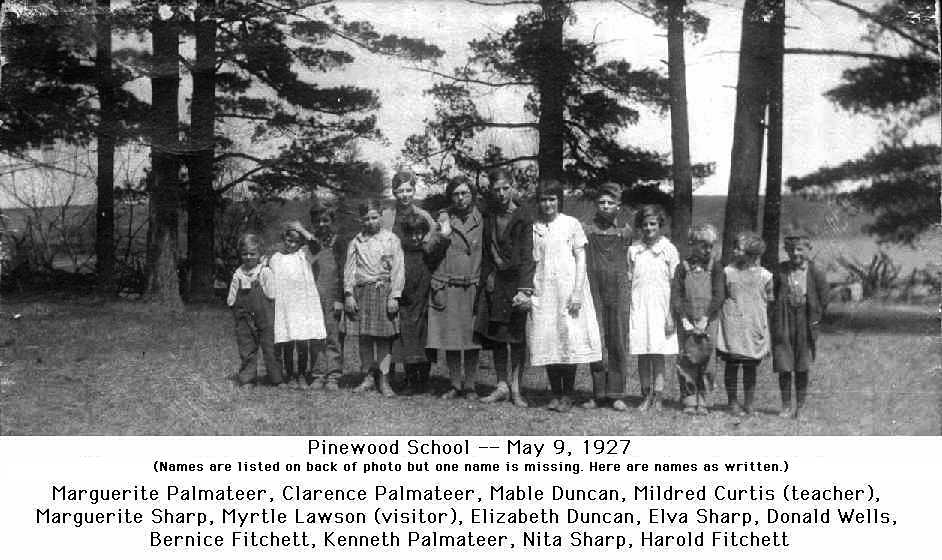 Pinewood School -- May 9, 1927
(Names are listed on back of photo but one name is missing. Here are names as written.)
Marguerite Palmateer, Clarence Palmateer, Mable Duncan, Mildred Curtis (teacher),
Marguerite Sharp, Myrtle Lawson (visitor), Elizabeth Duncan, Elva Sharp, Donald Wells,
Bernice Fitchett, Kenneth Palmateer, Nita Sharp, Harold Fitchett